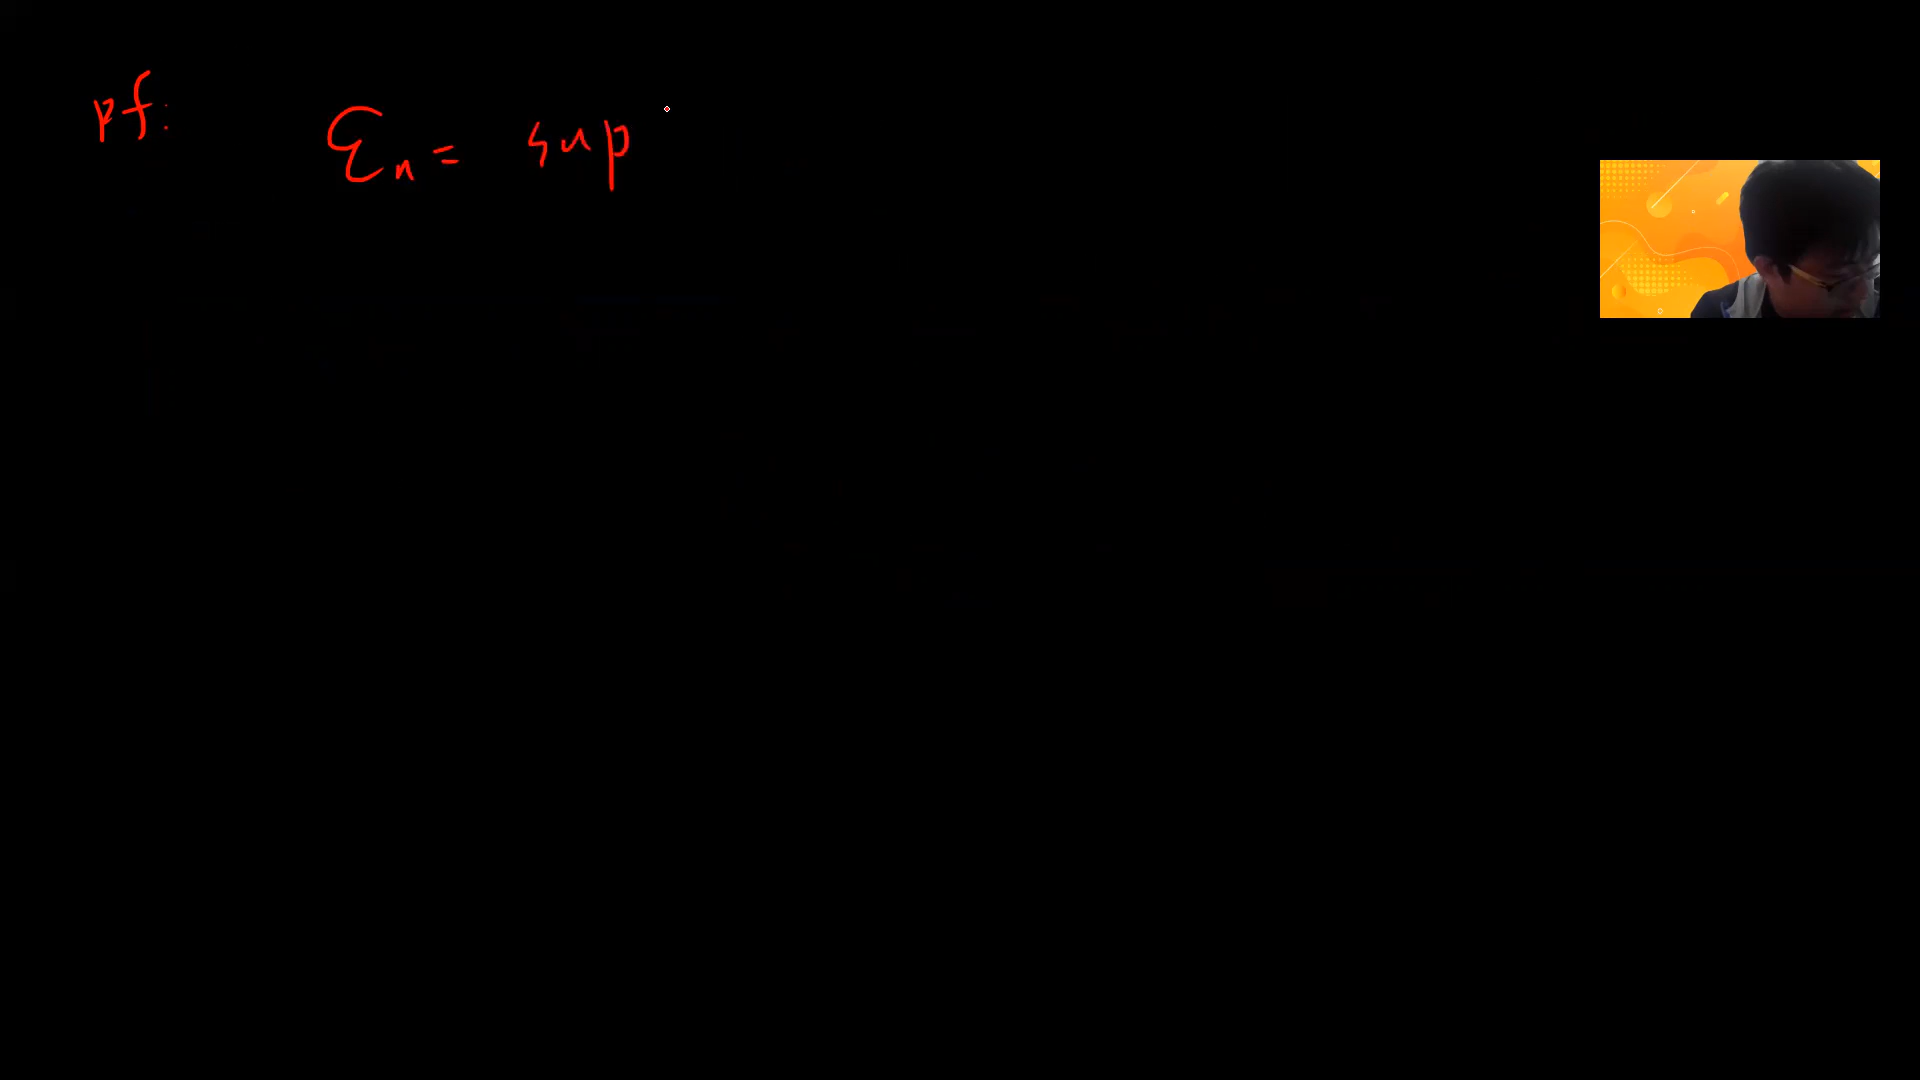 pf: εn = sup